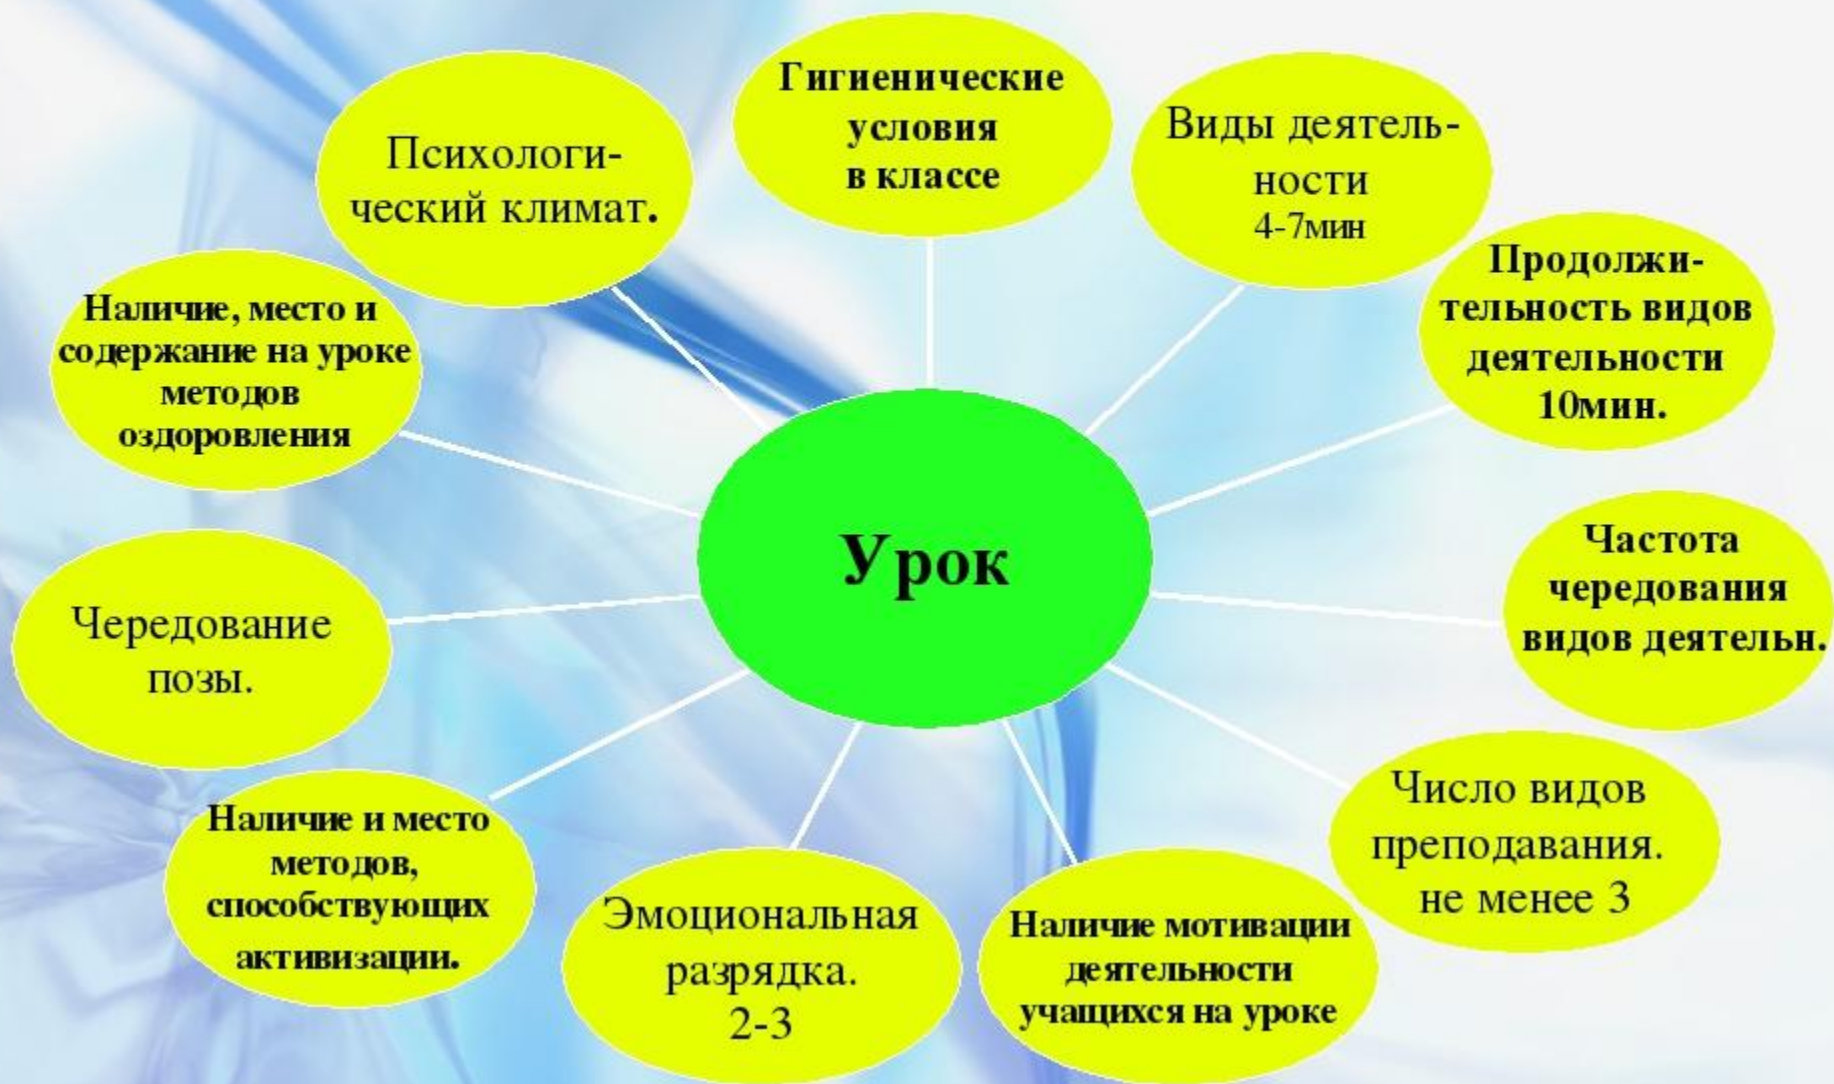 Гигиенические
условия
в классе
Виды деятель-
ности
4-7мин
Продолжи-
тельность видов
деятельности
10мин.
Частота
чередования
видов деятельн.
Число видов
преподавания.
не менее 3
Наличие мотивации
деятельности
учащихся на уроке
Эмоциональная
разрядка.
2-3
Наличие и место
методов,
способствующих
активизации.
Чередование
позы.
Наличие, место и
содержание на уроке
методов
оздоровления
Психологи-
ческий климат.
Урок